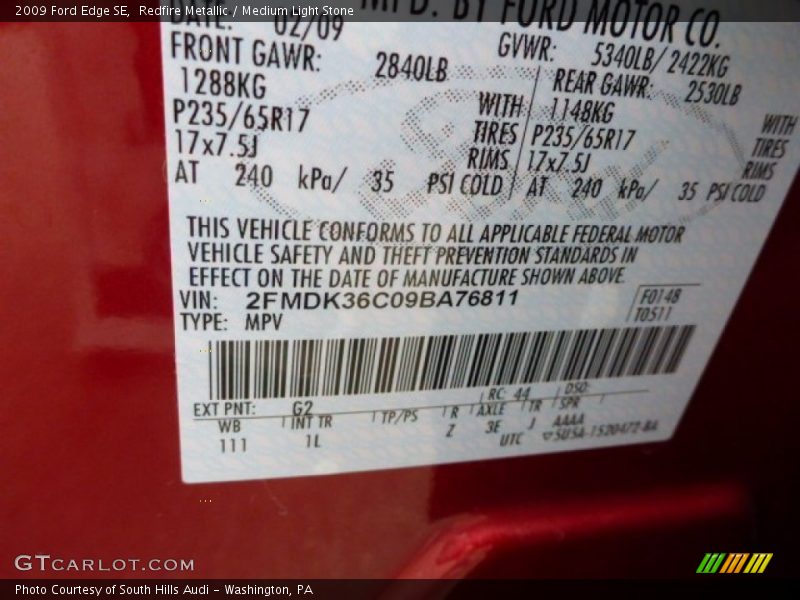 2009 Ford Edge SE, Redfire Metallic / Medium Light Stone
DATE: 02/09 MFD. BY FORD MOTOR CO.
FRONT GAWR: 2840LB GVWR: 5340LB/ 2422KG
1288KG REAR GAWR: 2530LB
P235/65R17 WITH 1148KG WITH
17x7.5J TIRES P235/65R17 TIRES
RIMS 17x7.5J RIMS
AT 240 kPa/ 35 PSI COLD AT 240 kPa/ 35 PSI COLD
THIS VEHICLE CONFORMS TO ALL APPLICABLE FEDERAL MOTOR
VEHICLE SAFETY AND THEFT PREVENTION STANDARDS IN
EFFECT ON THE DATE OF MANUFACTURE SHOWN ABOVE.
VIN: 2FMDK36C09BA76811 F0148
TYPE: MPV T0511
EXT PNT: G2 RC: 44 DSO:
WB INT TR TP/PS R AXLE TR SPR
111 1L Z 3E J AAAA
UTC 5U5A-1520472-BA
GTCARLOT.COM
Photo Courtesy of South Hills Audi - Washington, PA